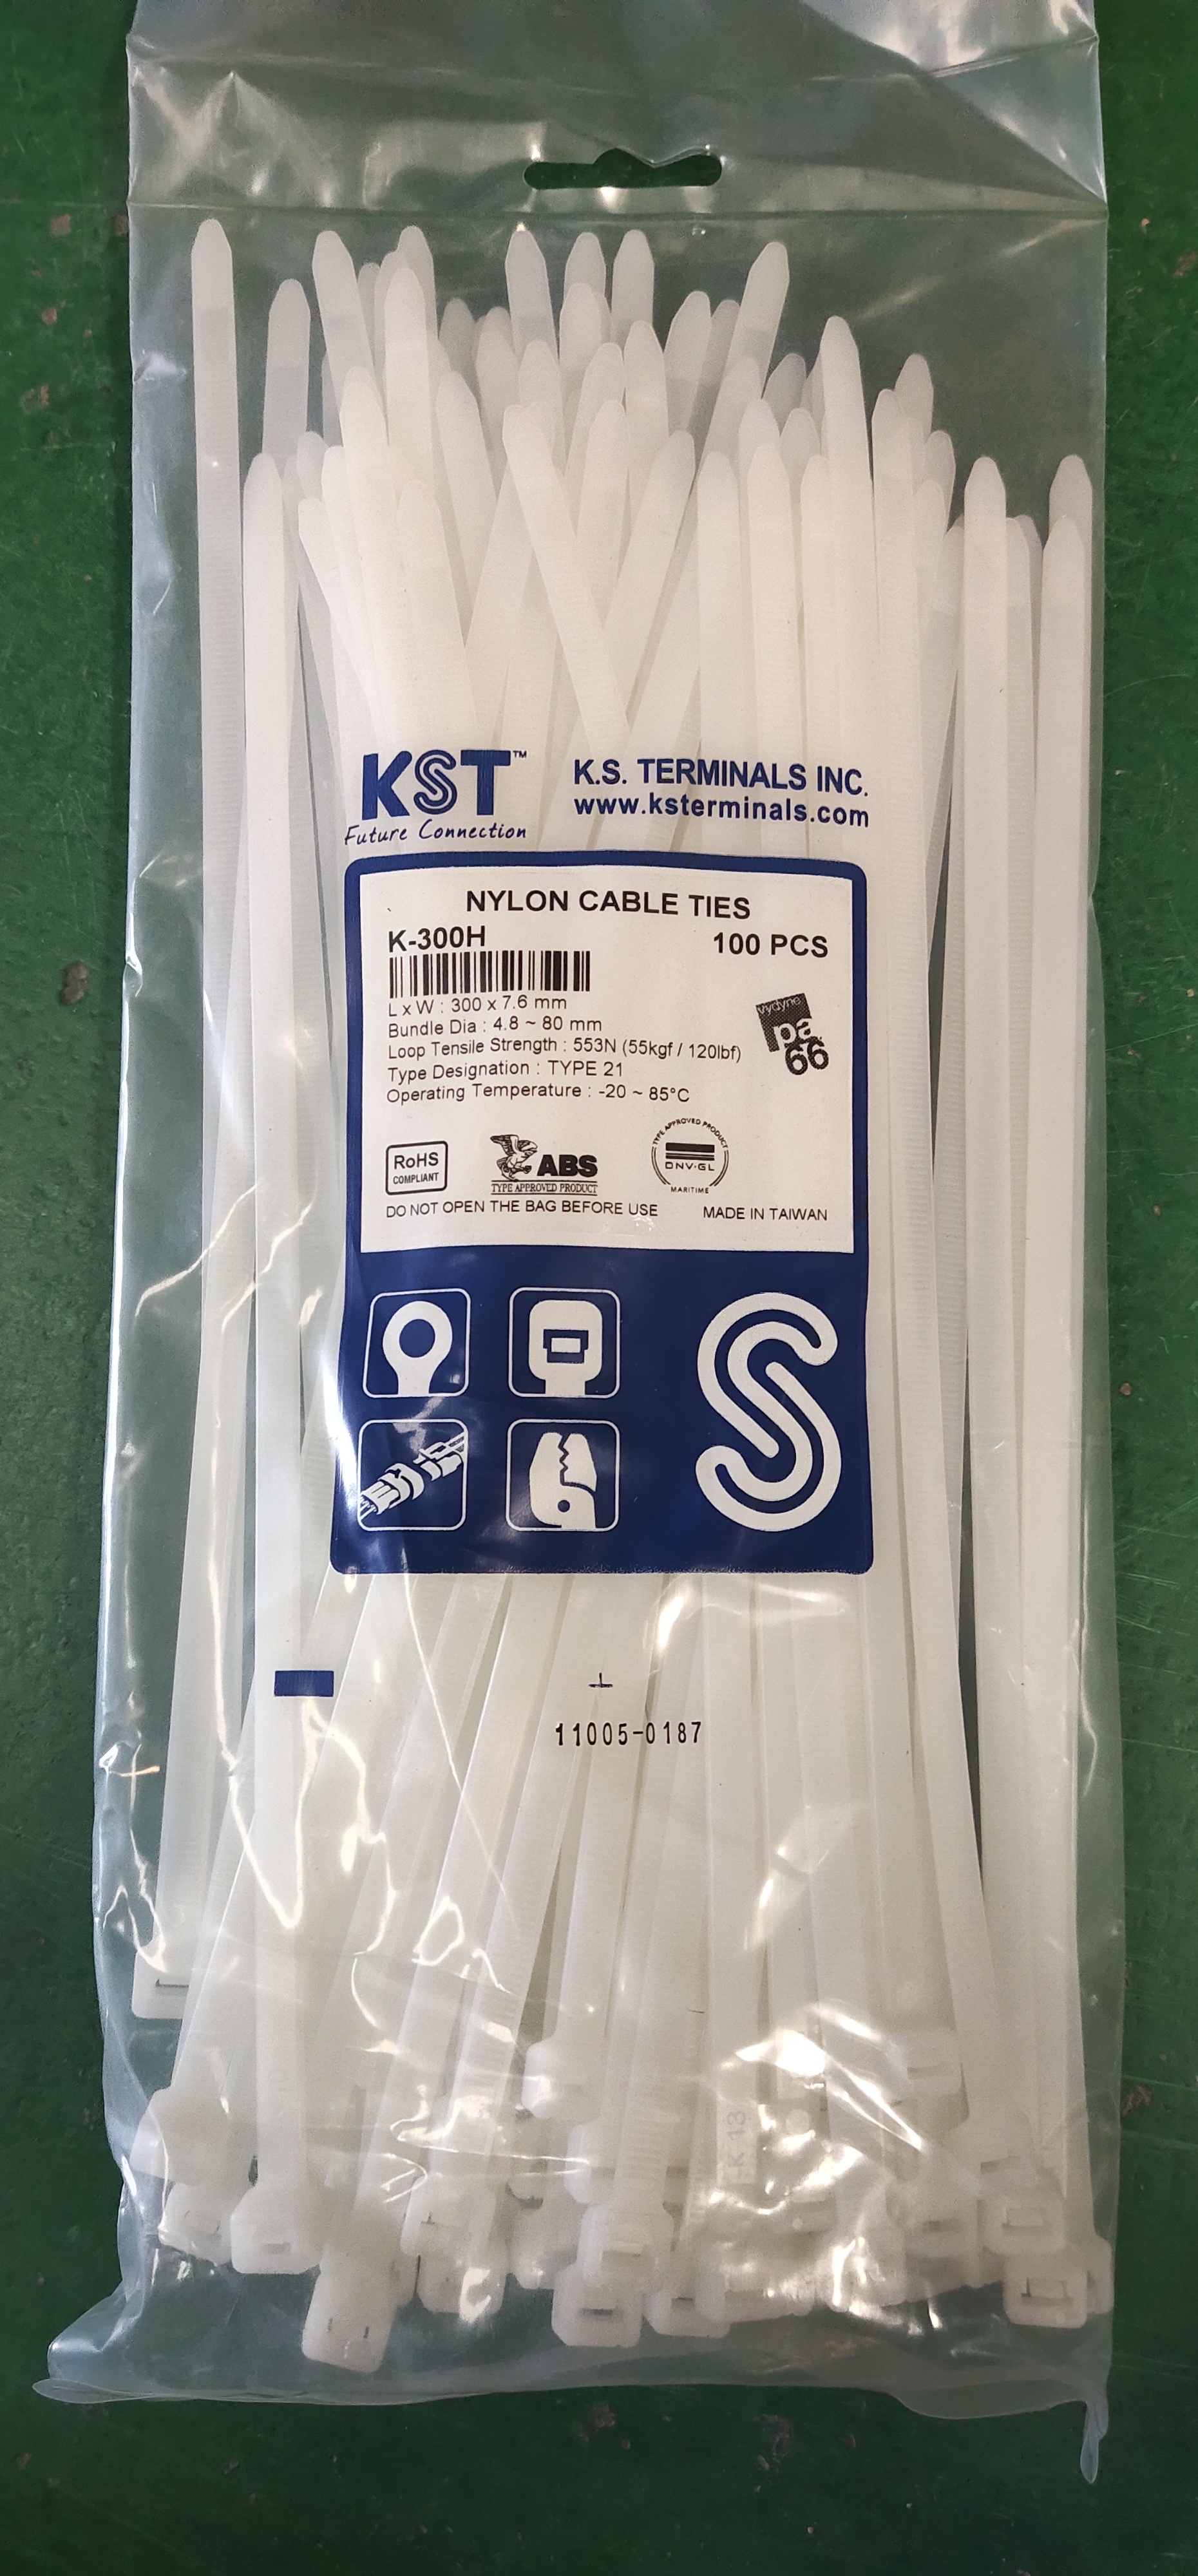 KST™
Future Connection
K.S. TERMINALS INC.
www.ksterminals.com
NYLON CABLE TIES
K-300H
100 PCS
L x W : 300 x 7.6 mm
Bundle Dia : 4.8 ~ 80 mm
Loop Tensile Strength : 553N (55kgf / 120lbf)
Type Designation : TYPE 21
Operating Temperature : -20 ~ 85°C
vydyne
pa
66
RoHS
COMPLIANT
ABS
TYPE APPROVED PRODUCT
TYPE APPROVED PRODUCT
DNV·GL
MARITIME
DO NOT OPEN THE BAG BEFORE USE
MADE IN TAIWAN
S
11005-0187
K 43